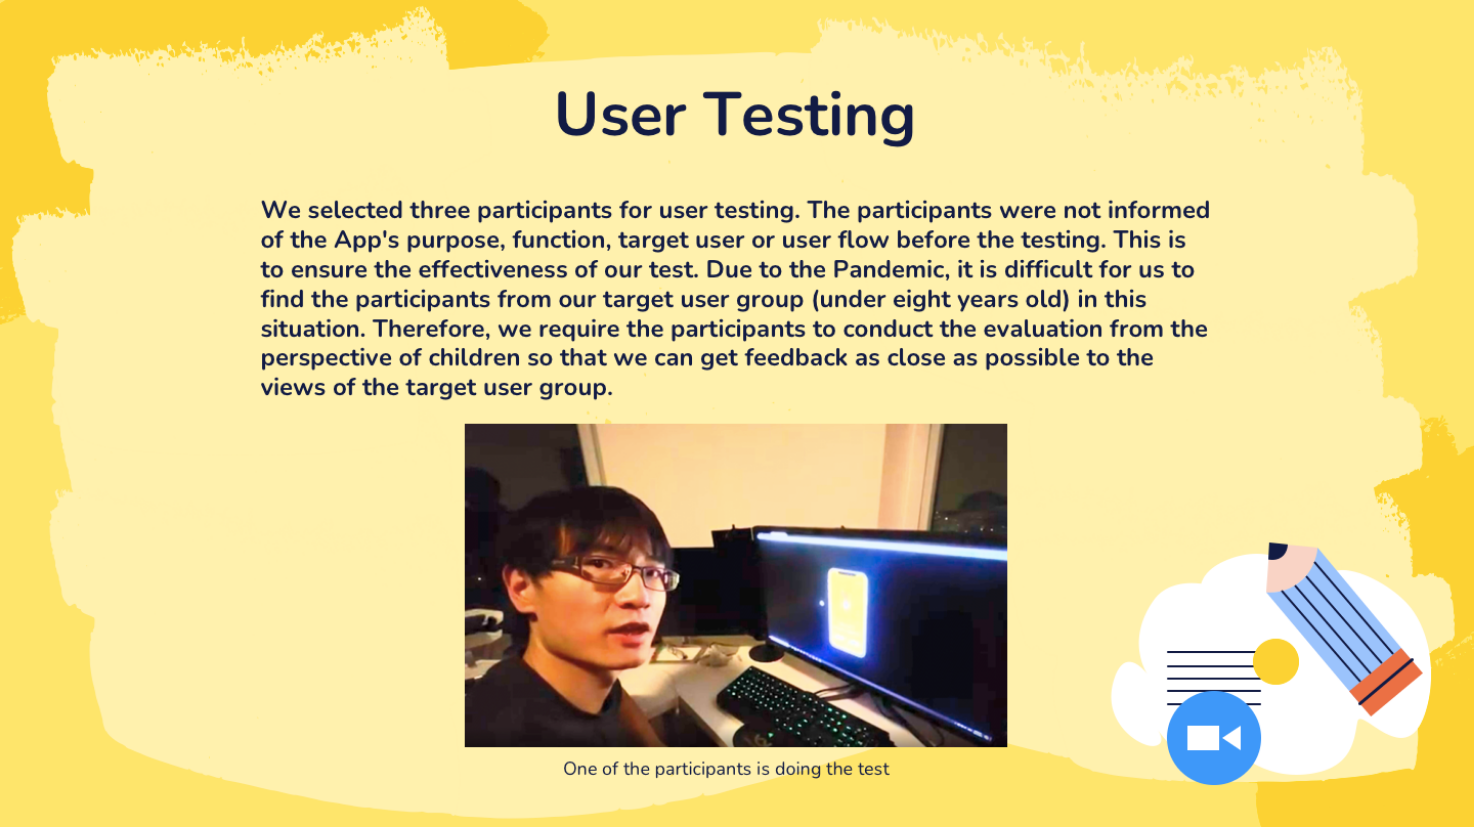 User Testing
We selected three participants for user testing. The participants were not informed
of the App's purpose, function, target user or user flow before the testing. This is
to ensure the effectiveness of our test. Due to the Pandemic, it is difficult for us to
find the participants from our target user group (under eight years old) in this
situation. Therefore, we require the participants to conduct the evaluation from the
perspective of children so that we can get feedback as close as possible to the
views of the target user group.
One of the participants is doing the test